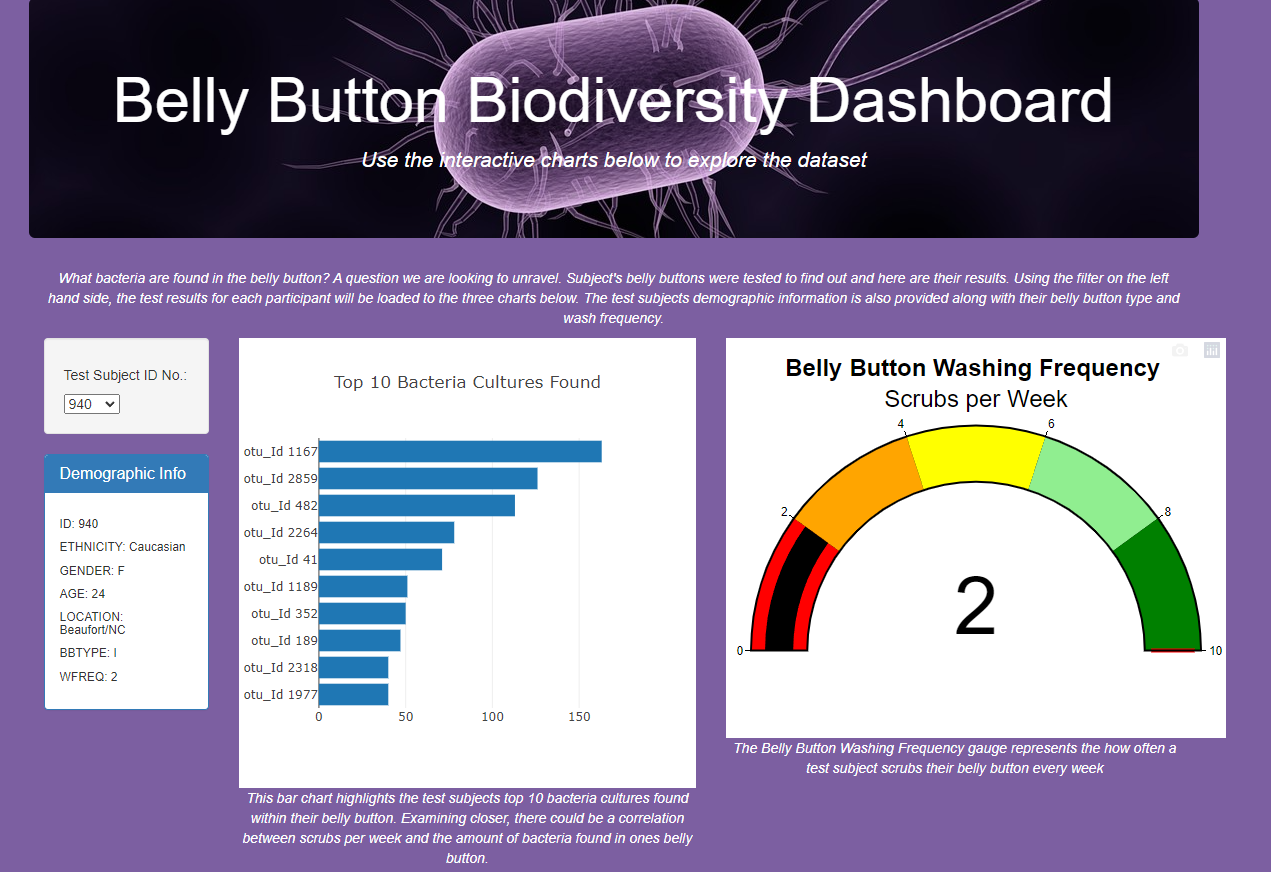 Belly Button Biodiversity Dashboard
Use the interactive charts below to explore the dataset
What bacteria are found in the belly button? A question we are looking to unravel. Subject's belly buttons were tested to find out and here are their results. Using the filter on the left
hand side, the test results for each participant will be loaded to the three charts below. The test subjects demographic information is also provided along with their belly button type and
wash frequency.
Test Subject ID No.:
940
Demographic Info
ID: 940
ETHNICITY: Caucasian
GENDER: F
AGE: 24
LOCATION:
Beaufort/NC
BBTYPE: I
WFREQ: 2
Top 10 Bacteria Cultures Found
otu_Id 1167
otu_Id 2859
otu_Id 482
otu_Id 2264
otu_Id 41
otu_Id 1189
otu_Id 352
otu_Id 189
otu_Id 2318
otu_Id 1977
0 50 100 150
This bar chart highlights the test subjects top 10 bacteria cultures found
within their belly button. Examining closer, there could be a correlation
between scrubs per week and the amount of bacteria found in ones belly
button.
Belly Button Washing Frequency
Scrubs per Week
4 6
2 8
2
0 10
The Belly Button Washing Frequency gauge represents the how often a
test subject scrubs their belly button every week